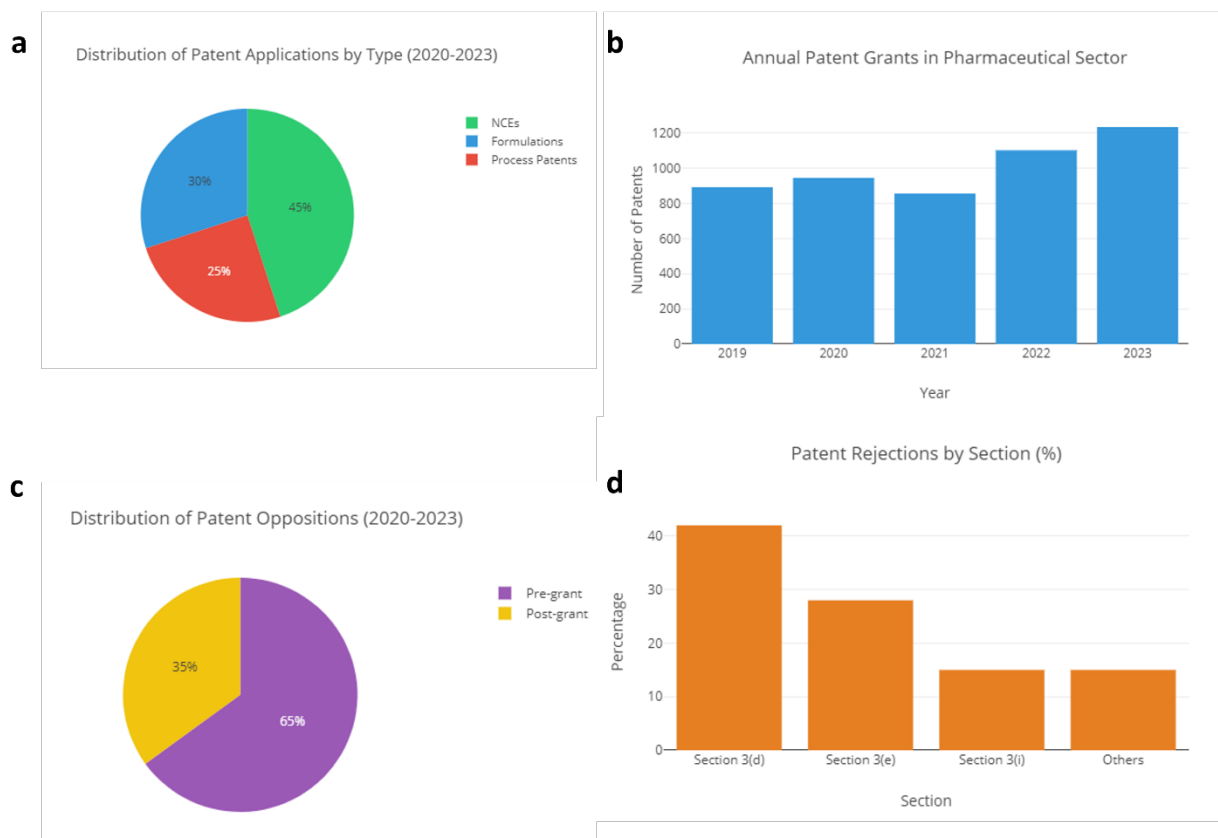 a
Distribution of Patent Applications by Type (2020-2023)
NCEs
Formulations
Process Patents
30%
45%
25%
b
Annual Patent Grants in Pharmaceutical Sector
Number of Patents
1200
1000
800
600
400
200
0
2019 2020 2021 2022 2023
Year
c
Distribution of Patent Oppositions (2020-2023)
Pre-grant
Post-grant
35%
65%
d
Patent Rejections by Section (%)
Percentage
40
30
20
10
0
Section 3(d) Section 3(e) Section 3(i) Others
Section